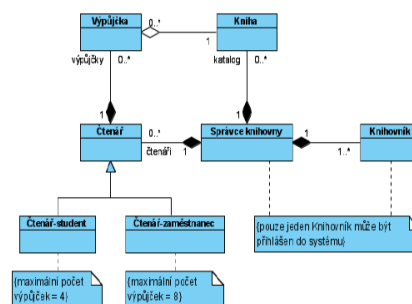 Výpůjčka
Kniha
0..*
1
výpůjčky
0..*
katalog
0..*
1
1
Čtenář
0..*
čtenáři
1
Správce knihovny
1
1..*
Knihovník
Čtenář-student
Čtenář-zaměstnanec
{pouze jeden Knihovník může být
přihlášen do systému}
{maximální počet
výpůjček = 4}
{maximální počet
výpůjček = 8}